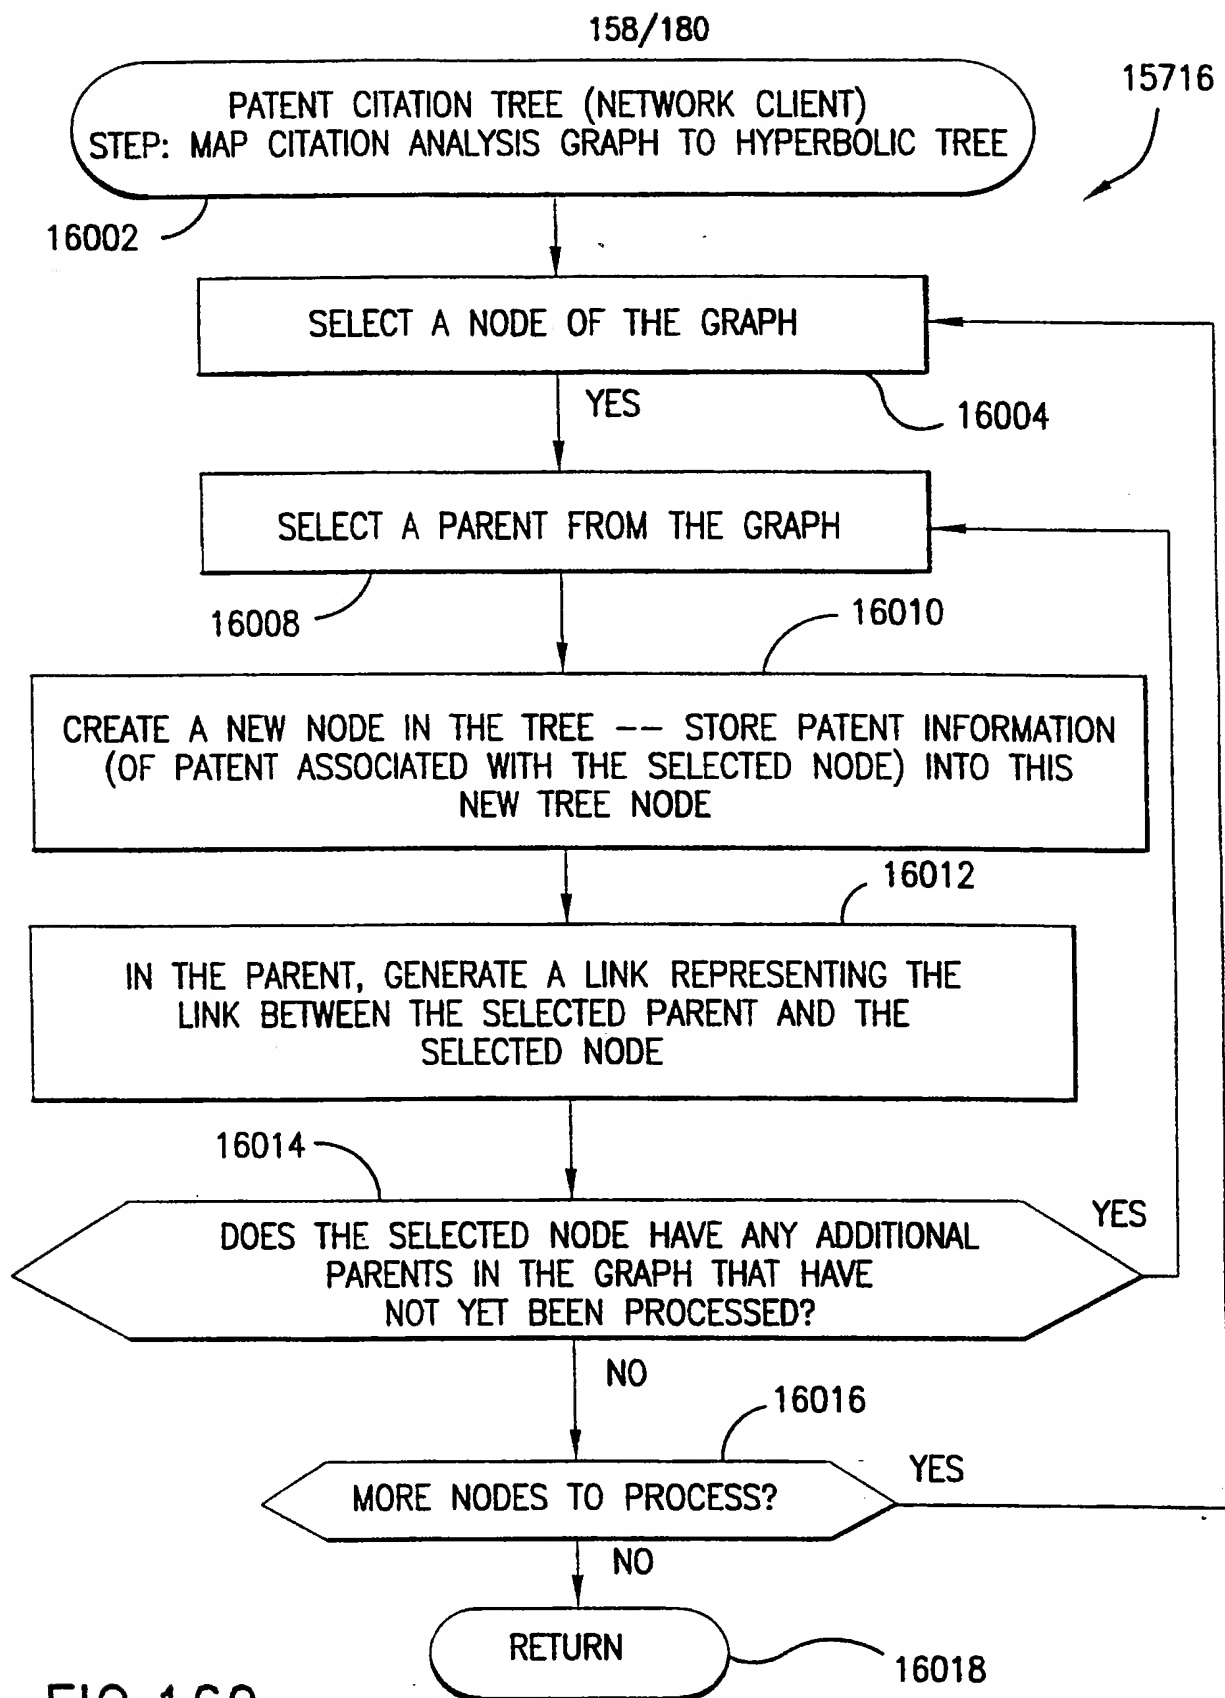 158/180
PATENT CITATION TREE (NETWORK CLIENT)
STEP: MAP CITATION ANALYSIS GRAPH TO HYPERBOLIC TREE
15716
16002
SELECT A NODE OF THE GRAPH
YES
16004
SELECT A PARENT FROM THE GRAPH
16008
16010
CREATE A NEW NODE IN THE TREE -- STORE PATENT INFORMATION
(OF PATENT ASSOCIATED WITH THE SELECTED NODE) INTO THIS
NEW TREE NODE
16012
IN THE PARENT, GENERATE A LINK REPRESENTING THE
LINK BETWEEN THE SELECTED PARENT AND THE
SELECTED NODE
16014
YES
DOES THE SELECTED NODE HAVE ANY ADDITIONAL
PARENTS IN THE GRAPH THAT HAVE
NOT YET BEEN PROCESSED?
NO
16016
YES
MORE NODES TO PROCESS?
NO
RETURN
16018
FIG.160